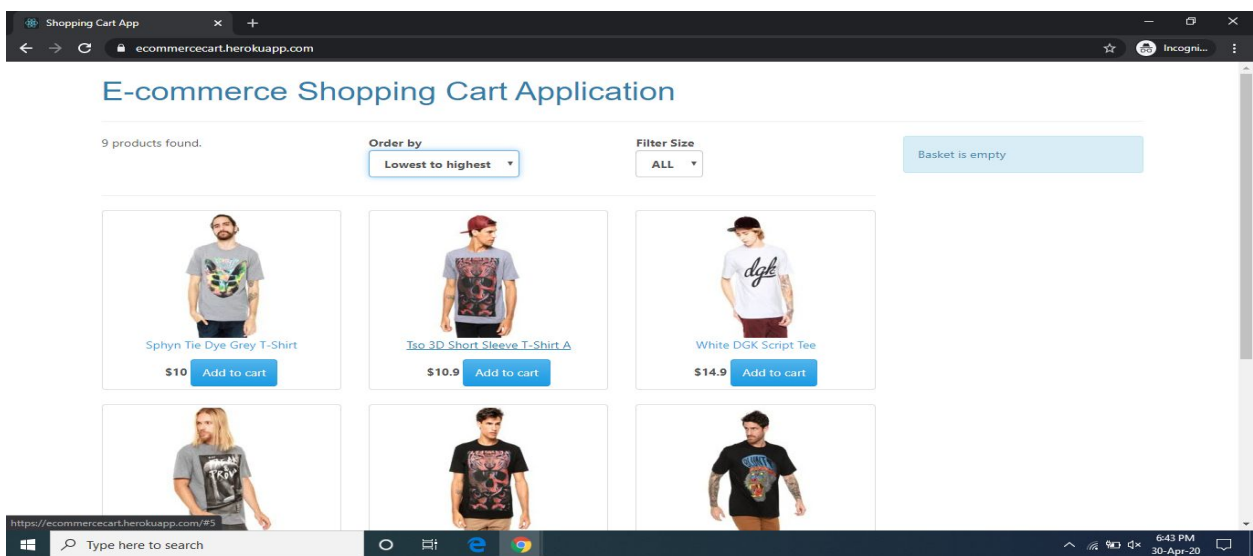 Shopping Cart App
ecommercecart.herokuapp.com
Incogni...
E-commerce Shopping Cart Application
9 products found.
Order by
Lowest to highest
Filter Size
ALL
Basket is empty
dgk
Sphyn Tie Dye Grey T-Shirt
Tso 3D Short Sleeve T-Shirt A
White DGK Script Tee
$10 Add to cart
$10.9 Add to cart
$14.9 Add to cart
https://ecommercecart.herokuapp.com/#5
Type here to search
6:43 PM
30-Apr-20